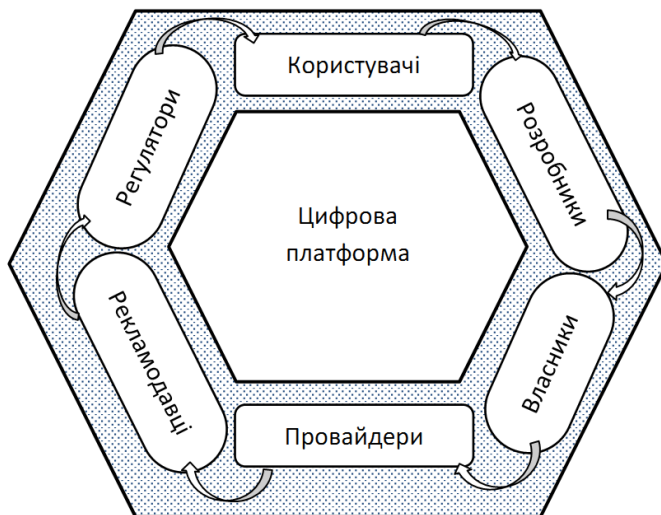 Користувачі
Розробники
Власники
Провайдери
Рекламодавці
Регулятори
Цифрова
платформа